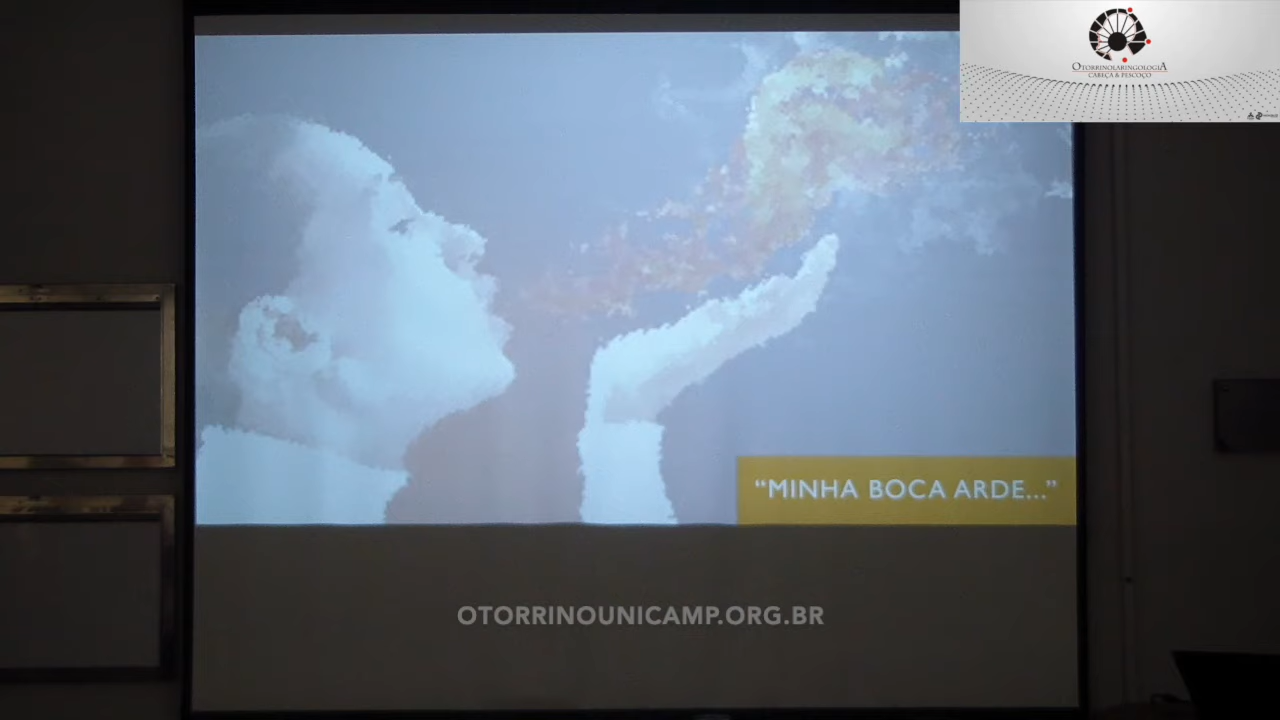 OTORRINOLARINGOLOGIA
CABEÇA & PESCOÇO
“MINHA BOCA ARDE...”
OTORRINOUNICAMP.ORG.BR